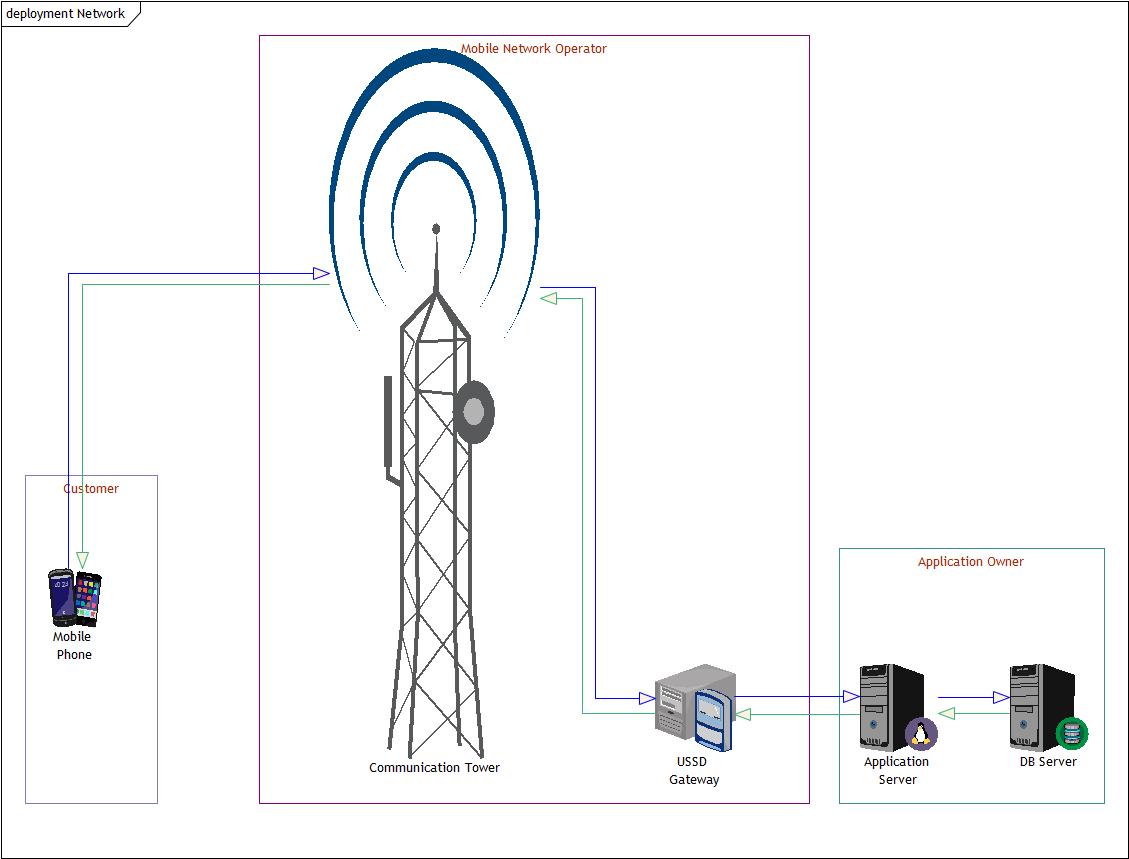 deployment Network
Mobile Network Operator
Customer
Mobile
Phone
Communication Tower
USSD
Gateway
Application Owner
Application
Server
DB Server